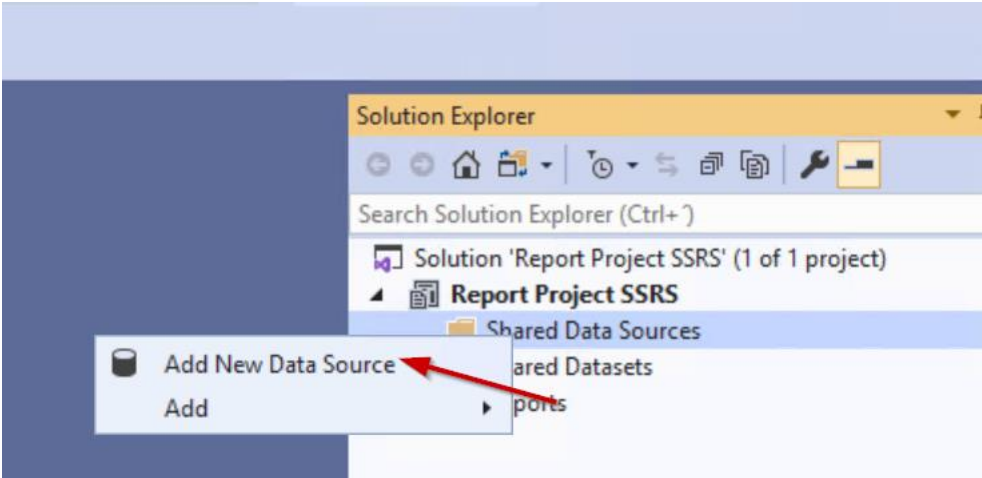 Solution Explorer
Search Solution Explorer (Ctrl+ ˇ)
Solution 'Report Project SSRS' (1 of 1 project)
Report Project SSRS
Shared Data Sources
Add New Data Source
ared Datasets
Add
ports